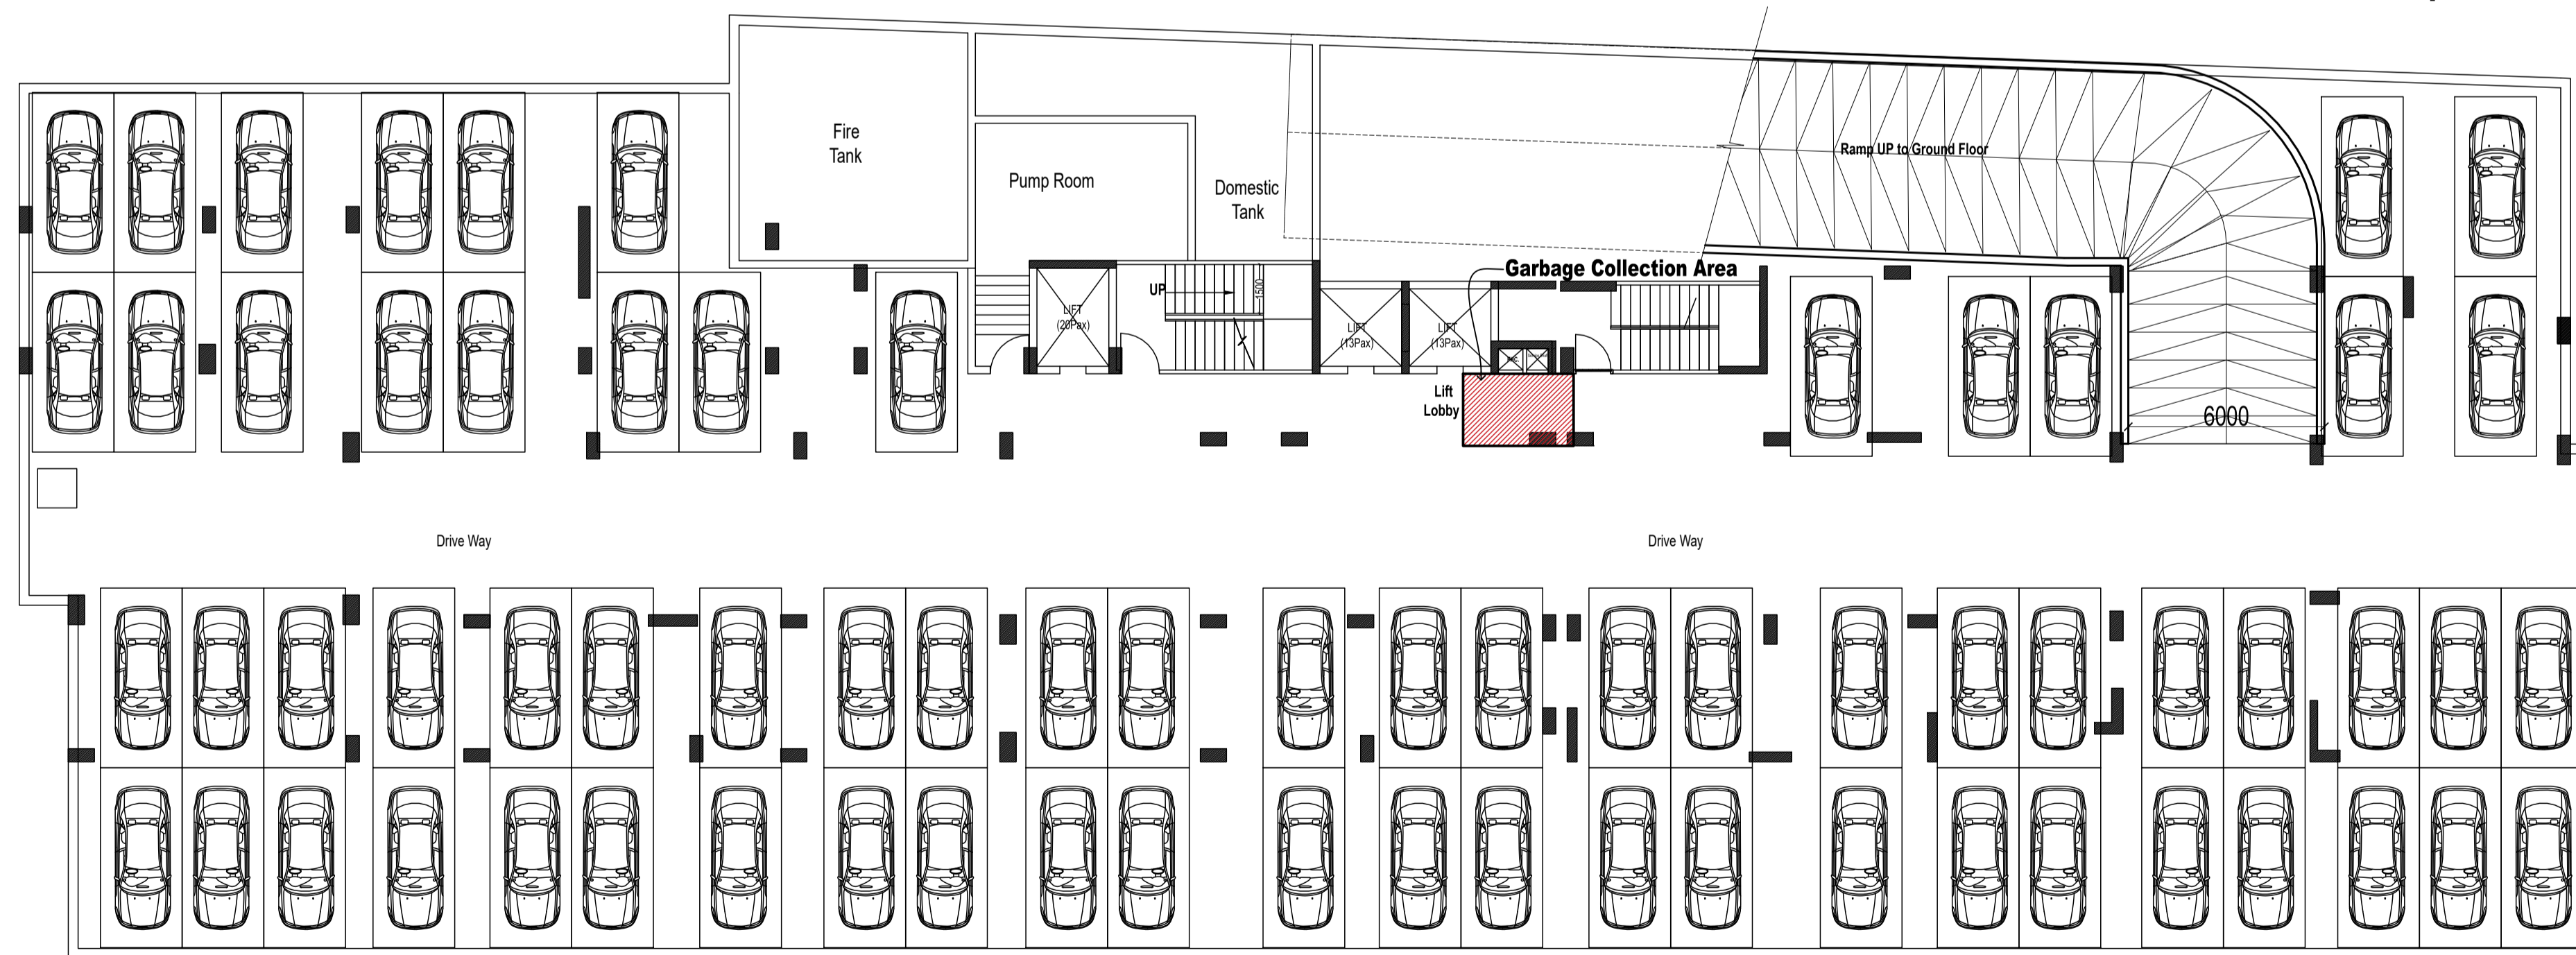 Fire
Tank
Pump Room
Domestic
Tank
Ramp UP to Ground Floor
Garbage Collection Area
UP
1500
LIFT
(20Pax)
LIFT
(13Pax)
LIFT
(13Pax)
Lift
Lobby
6000
Drive Way
Drive Way